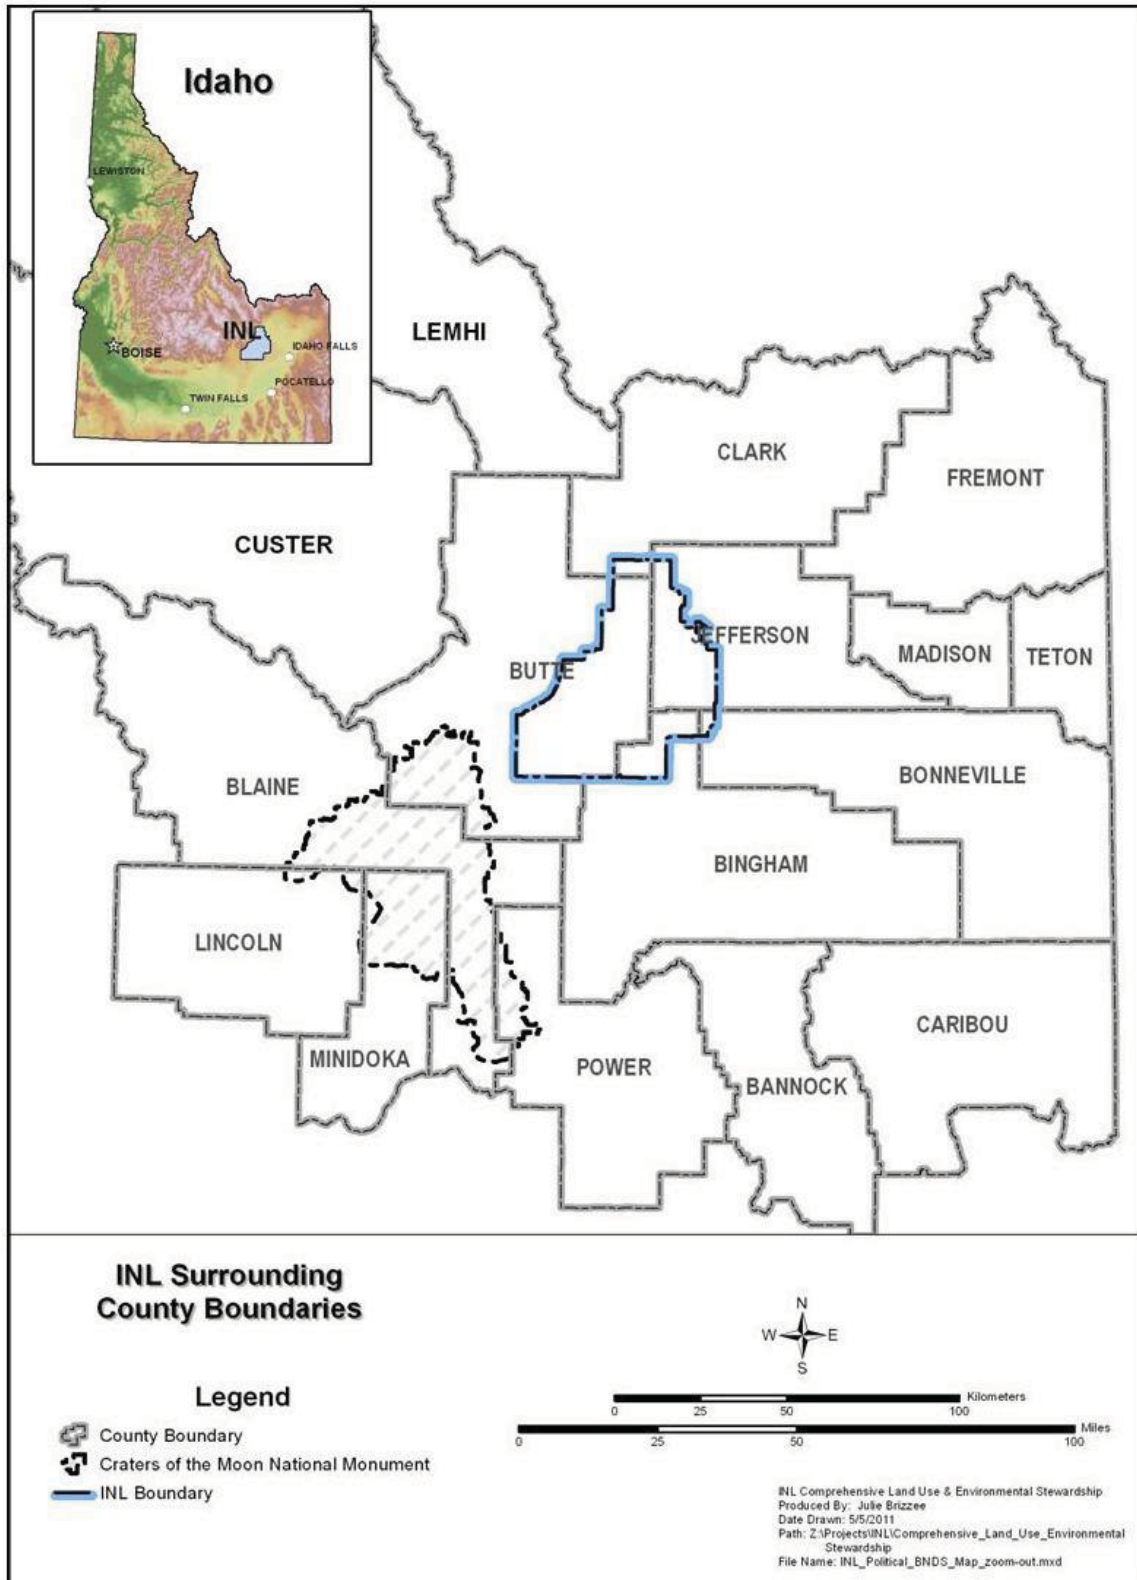 Idaho
LEWISTON
INL
BOISE
IDAHO FALLS
POCATELLO
TWIN FALLS
LEMHI
CLARK
FREMONT
CUSTER
JEFFERSON
MADISON
TETON
BUTTE
BLAINE
BONNEVILLE
BINGHAM
LINCOLN
CARIBOU
MINIDOKA
POWER
BANNOCK
INL Surrounding
County Boundaries
N
W
E
S
Legend
County Boundary
Craters of the Moon National Monument
INL Boundary
Kilometers
0 25 50 100
Miles
0 25 50 100
INL Comprehensive Land Use & Environmental Stewardship
Produced By: Julie Brizzee
Date Drawn: 5/5/2011
Path: Z:\Projects\INL\Comprehensive_Land_Use_Environmental
Stewardship
File Name: INL_Political_BNDS_Map_zoom-out.mxd